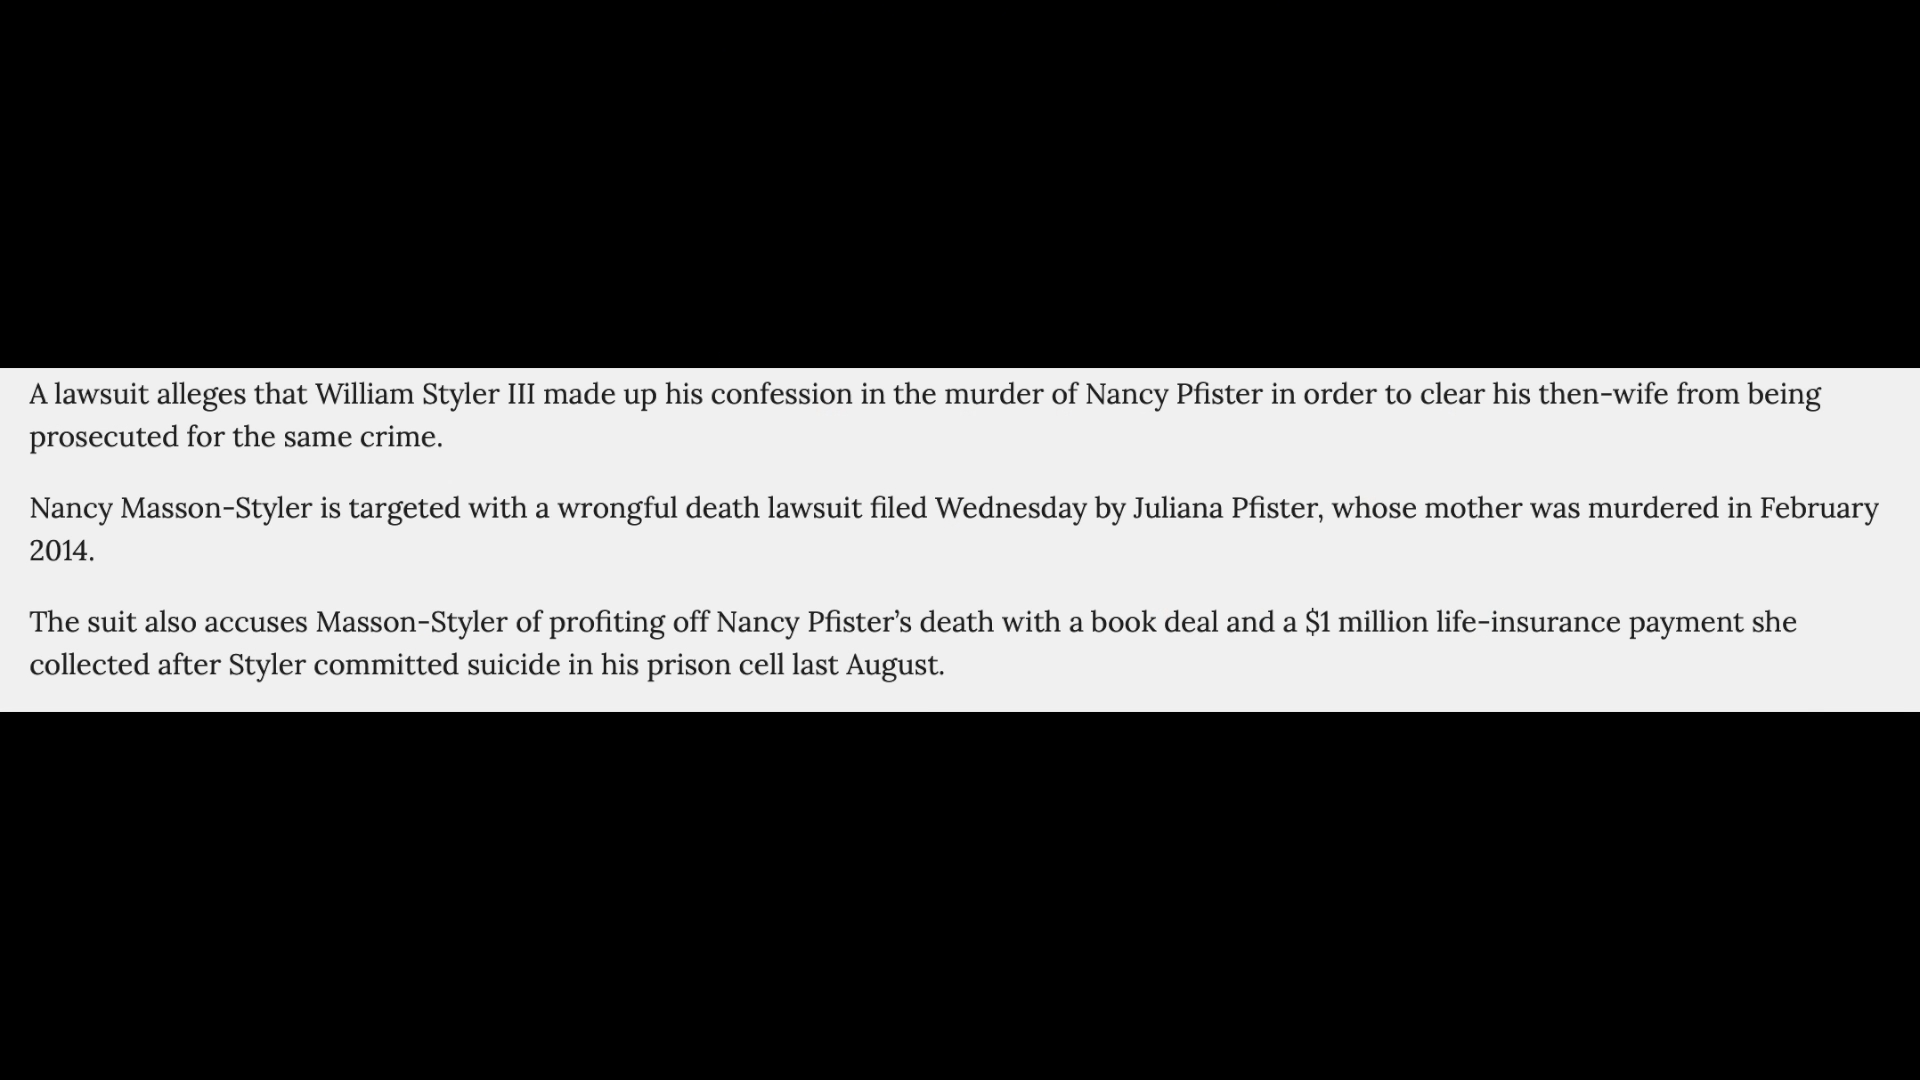 A lawsuit alleges that William Styler III made up his confession in the murder of Nancy Pfister in order to clear his then-wife from being
prosecuted for the same crime.
Nancy Masson-Styler is targeted with a wrongful death lawsuit filed Wednesday by Juliana Pfister, whose mother was murdered in February
2014.
The suit also accuses Masson-Styler of profiting off Nancy Pfister’s death with a book deal and a $1 million life-insurance payment she
collected after Styler committed suicide in his prison cell last August.